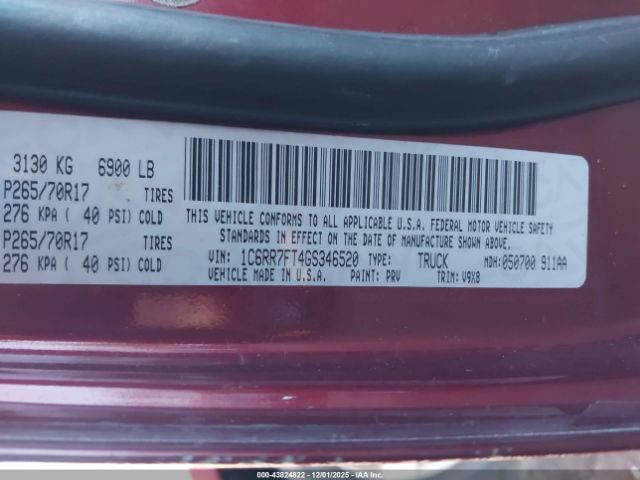 3130 KG 6900 LB
P265/70R17 TIRES
276 KPA ( 40 PSI) COLD
P265/70R17 TIRES
276 KPA ( 40 PSI) COLD
THIS VEHICLE CONFORMS TO ALL APPLICABLE U.S.A. FEDERAL MOTOR VEHICLE SAFETY
STANDARDS IN EFFECT ON THE DATE OF MANUFACTURE SHOWN ABOVE.
VIN: 1C6RR7FT4GS346520 TYPE: TRUCK MDH: 050700 911AA
VEHICLE MADE IN U.S.A. PAINT: PRV TRIM: V9X8
000-43824822 12/01/2025 IAAI.COM